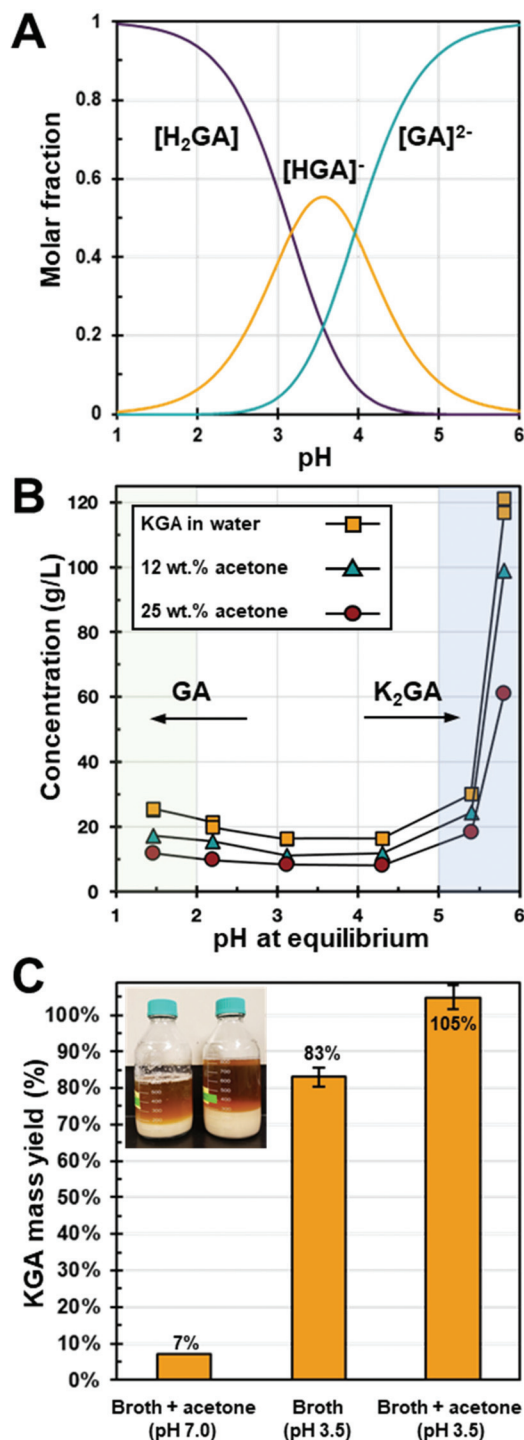 A
1
0.8
0.6
0.4
0.2
0
Molar fraction
[H₂GA]
[HGA]⁻
[GA]²⁻
1 2 3 4 5 6
pH
B
120
100
80
60
40
20
0
Concentration (g/L)
KGA in water
12 wt.% acetone
25 wt.% acetone
GA
K₂GA
1 2 3 4 5 6
pH at equilibrium
C
100%
90%
80%
70%
60%
50%
40%
30%
20%
10%
0%
KGA mass yield (%)
7%
83%
105%
Broth + acetone
(pH 7.0)
Broth
(pH 3.5)
Broth + acetone
(pH 3.5)